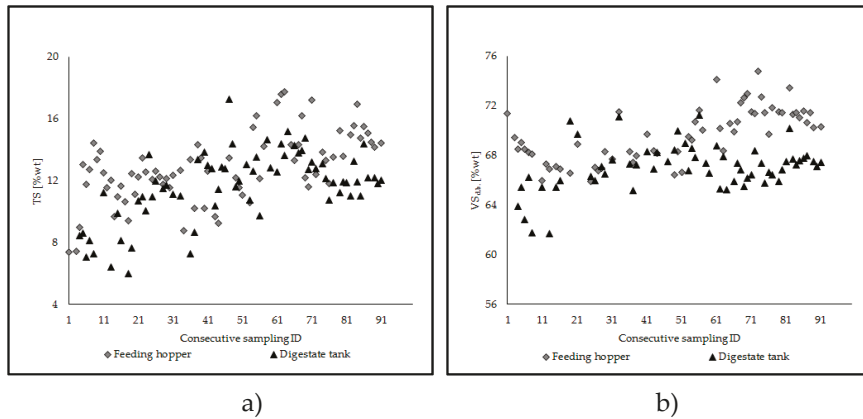 20
16
TS [%wt]
12
8
4
1 11 21 31 41 51 61 71 81 91
Consecutive sampling ID
Feeding hopper Digestate tank
a)
76
72
VSdb. [%wt]
68
64
60
56
1 11 21 31 41 51 61 71 81 91
Consecutive sampling ID
Feeding hopper Digestate tank
b)